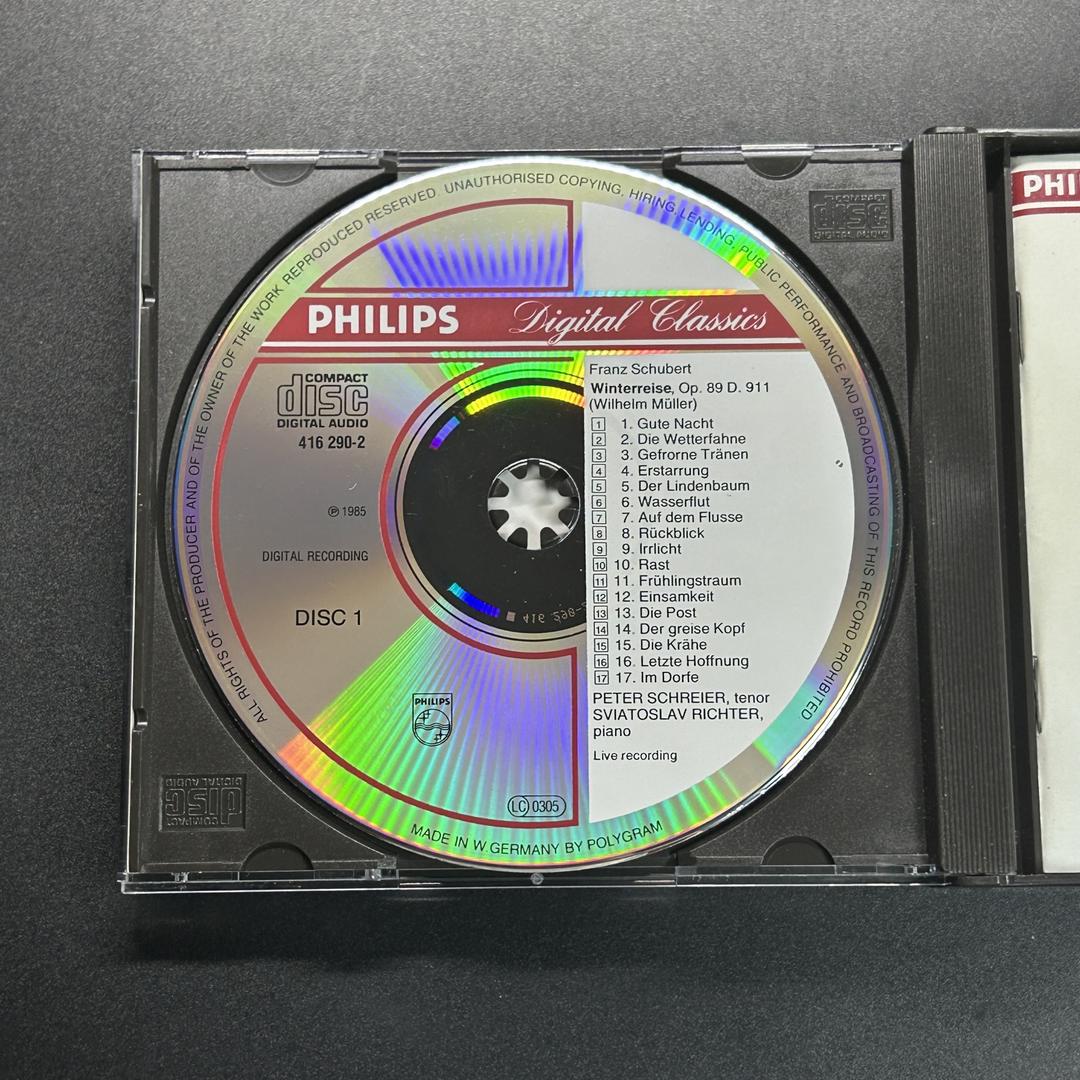 ALL RIGHTS OF THE PRODUCER AND OF THE OWNER OF THE WORK REPRODUCED RESERVED. UNAUTHORISED COPYING, HIRING, LENDING, PUBLIC PERFORMANCE AND BROADCASTING OF THIS RECORD PROHIBITED
PHILIPS Digital Classics
COMPACT
disc
DIGITAL AUDIO
416 290-2
℗ 1985
DIGITAL RECORDING
DISC 1
PHILIPS
LC 0305
MADE IN W.GERMANY BY POLYGRAM
Franz Schubert
Winterreise, Op. 89 D. 911
(Wilhelm Müller)
1 1. Gute Nacht
2 2. Die Wetterfahne
3 3. Gefrorne Tränen
4 4. Erstarrung
5 5. Der Lindenbaum
6 6. Wasserflut
7 7. Auf dem Flusse
8 8. Rückblick
9 9. Irrlicht
10 10. Rast
11 11. Frühlingstraum
12 12. Einsamkeit
13 13. Die Post
14 14. Der greise Kopf
15 15. Die Krähe
16 16. Letzte Hoffnung
17 17. Im Dorfe
PETER SCHREIER, tenor
SVIATOSLAV RICHTER,
piano
Live recording
416 290-2
COMPACT
disc
DIGITAL AUDIO
COMPACT
disc
DIGITAL AUDIO
PHI